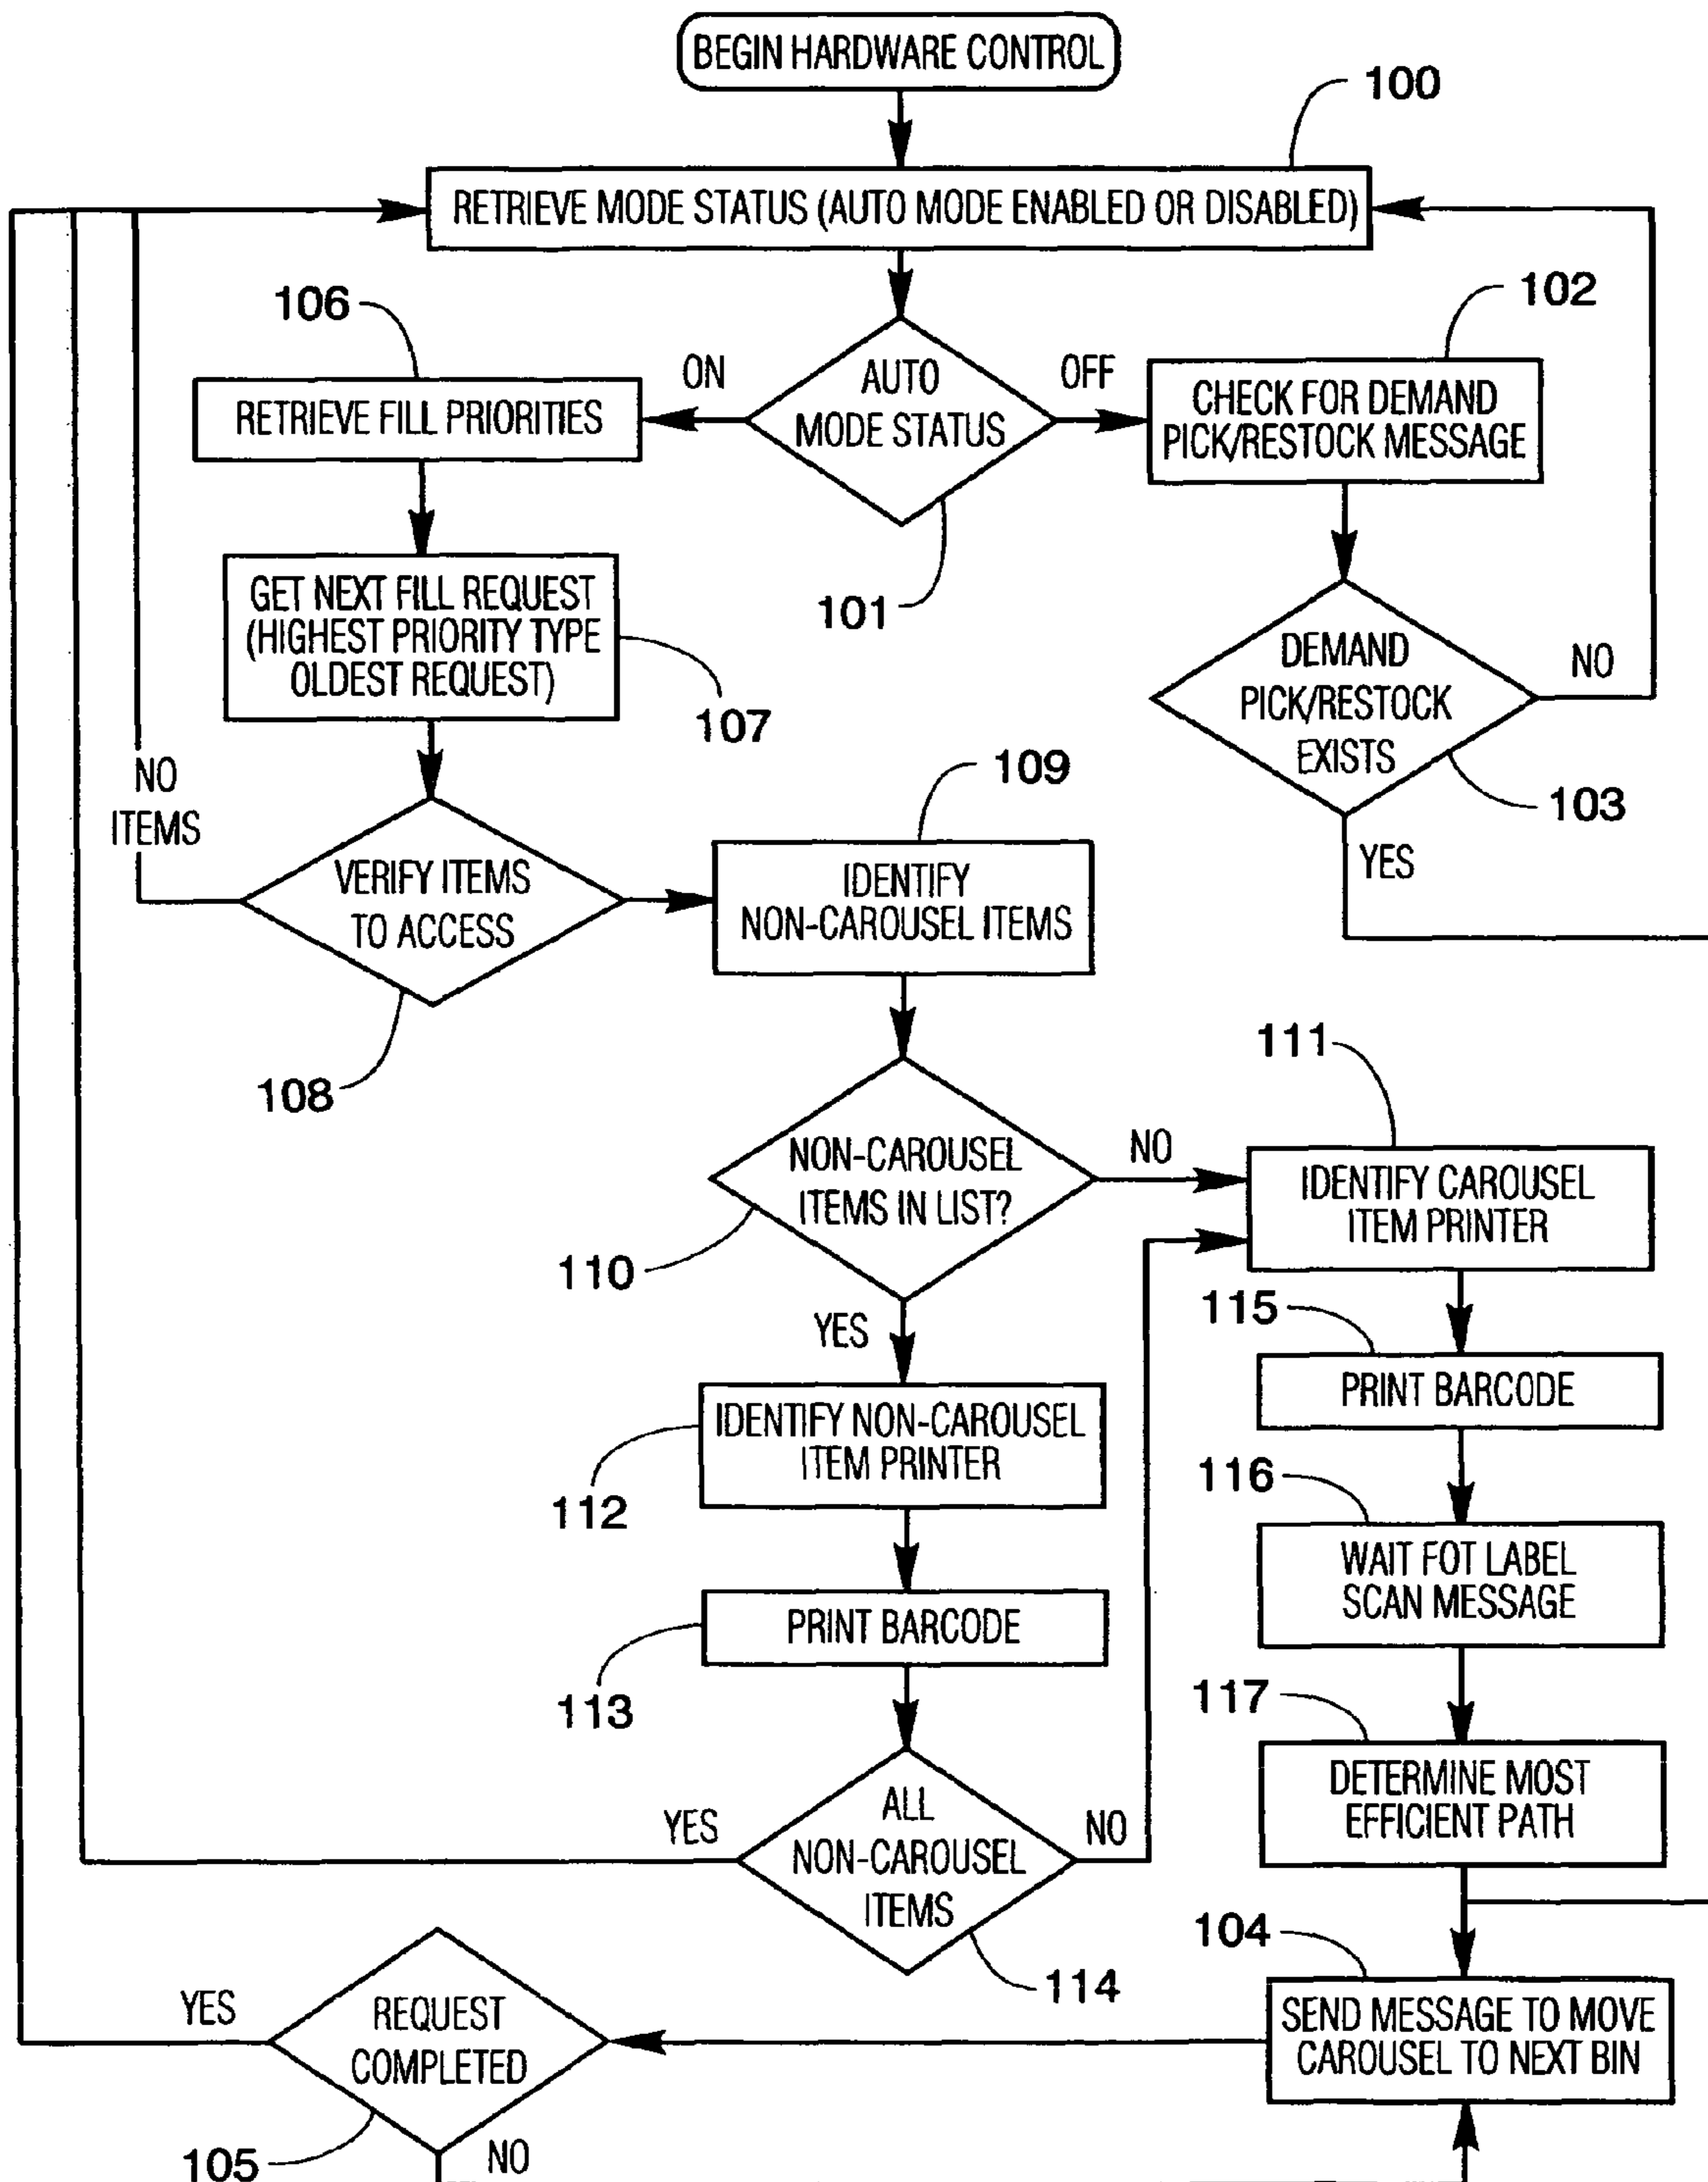 BEGIN HARDWARE CONTROL
100
RETRIEVE MODE STATUS (AUTO MODE ENABLED OR DISABLED)
106
102
ON
AUTO
MODE STATUS
OFF
RETRIEVE FILL PRIORITIES
CHECK FOR DEMAND
PICK/RESTOCK MESSAGE
101
GET NEXT FILL REQUEST
(HIGHEST PRIORITY TYPE
OLDEST REQUEST)
107
DEMAND
PICK/RESTOCK
EXISTS
NO
103
YES
NO
ITEMS
109
VERIFY ITEMS
TO ACCESS
IDENTIFY
NON-CAROUSEL ITEMS
108
111
NON-CAROUSEL
ITEMS IN LIST?
NO
IDENTIFY CAROUSEL
ITEM PRINTER
110
YES
115
PRINT BARCODE
IDENTIFY NON-CAROUSEL
ITEM PRINTER
112
116
WAIT FOT LABEL
SCAN MESSAGE
PRINT BARCODE
113
117
DETERMINE MOST
EFFICIENT PATH
YES
ALL
NON-CAROUSEL
ITEMS
NO
114
104
SEND MESSAGE TO MOVE
CAROUSEL TO NEXT BIN
YES
REQUEST
COMPLETED
105
NO